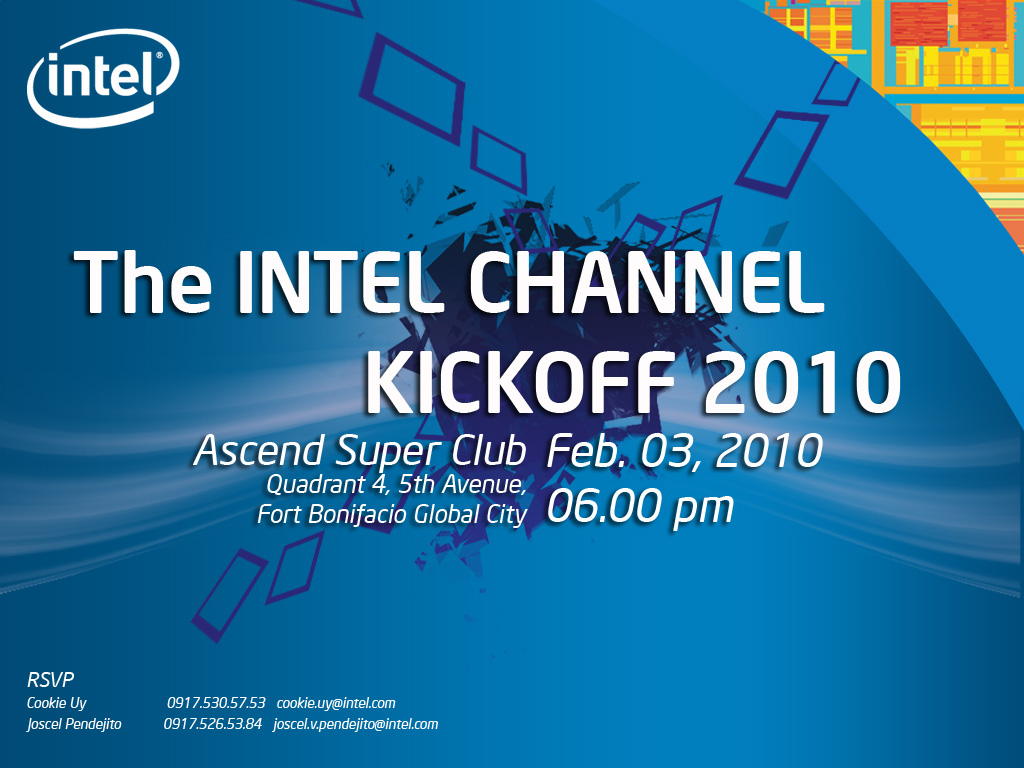 intel®
The INTEL CHANNEL
KICKOFF 2010
Ascend Super Club
Quadrant 4, 5th Avenue,
Fort Bonifacio Global City
Feb. 03, 2010
06.00 pm
RSVP
Cookie Uy 0917.530.57.53 cookie.uy@intel.com
Joscel Pendejito 0917.526.53.84 joscel.v.pendejito@intel.com